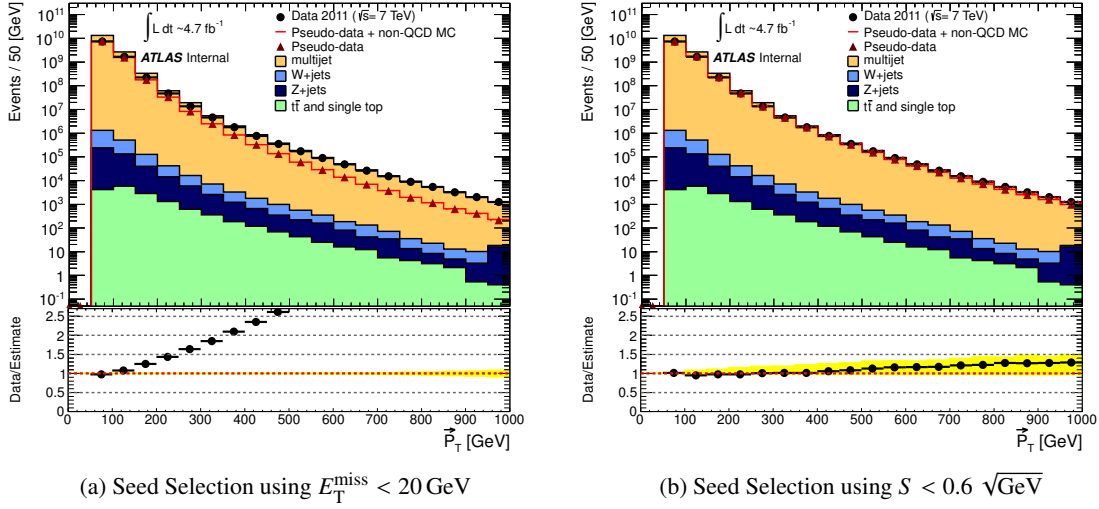 Events / 50 [GeV]
10¹⁰
10⁹
10⁸
10⁷
10⁶
10⁵
10⁴
10³
10²
10
1
10⁻¹
∫ L dt ~4.7 fb⁻¹
ATLAS Internal
Data 2011 (√s= 7 TeV)
Pseudo-data + non-QCD MC
Pseudo-data
multijet
W+jets
Z+jets
tt̄ and single top
Data/Estimate
2.5
2
1.5
1
0.5
0
0 100 200 300 400 500 600 700 800 900 1000
P⃗_T [GeV]
(a) Seed Selection using E_T^miss < 20 GeV
Events / 50 [GeV]
10¹⁰
10⁹
10⁸
10⁷
10⁶
10⁵
10⁴
10³
10²
10
1
10⁻¹
∫ L dt ~4.7 fb⁻¹
ATLAS Internal
Data 2011 (√s= 7 TeV)
Pseudo-data + non-QCD MC
Pseudo-data
multijet
W+jets
Z+jets
tt̄ and single top
Data/Estimate
2.5
2
1.5
1
0.5
0
0 100 200 300 400 500 600 700 800 900 1000
P⃗_T [GeV]
(b) Seed Selection using S < 0.6 √GeV